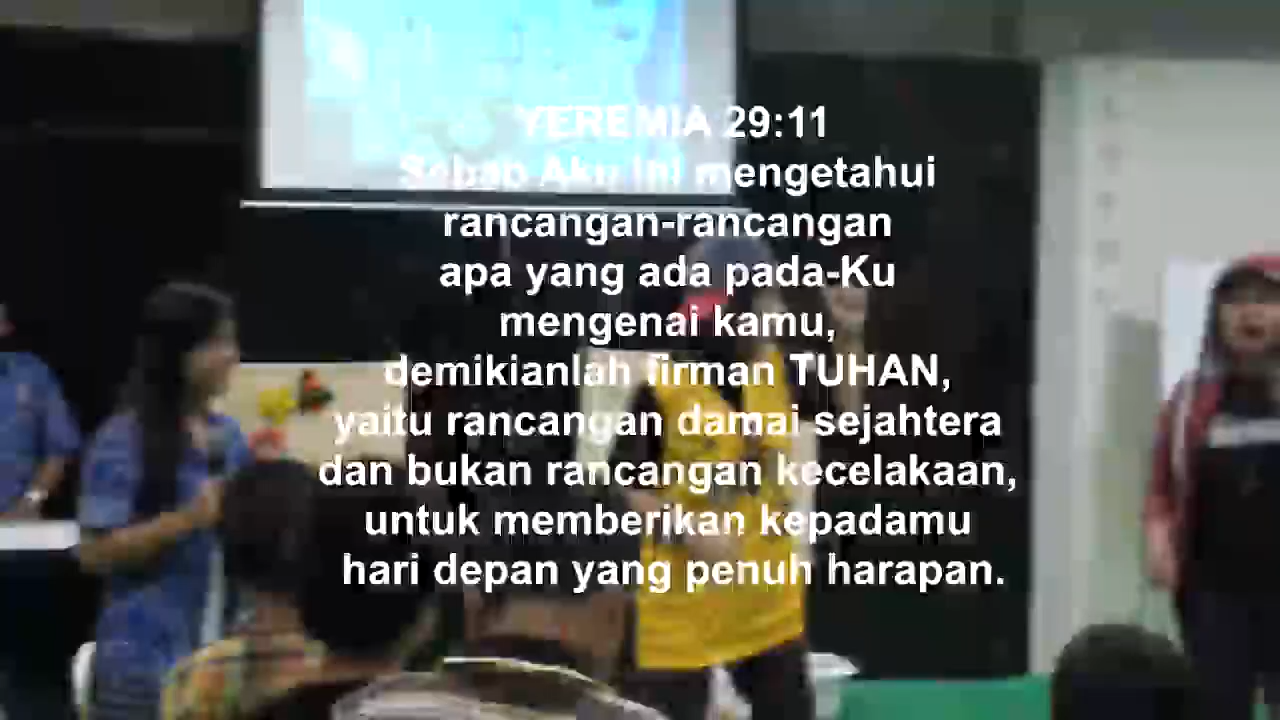 YEREMIA 29:11
Sebab Aku ini mengetahui
rancangan-rancangan
apa yang ada pada-Ku
mengenai kamu,
demikianlah firman TUHAN,
yaitu rancangan damai sejahtera
dan bukan rancangan kecelakaan,
untuk memberikan kepadamu
hari depan yang penuh harapan.